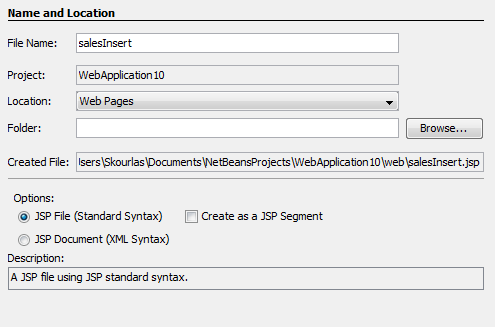 Name and Location
File Name: salesInsert
Project: WebApplication10
Location: Web Pages
Folder: Browse...
Created File: Isers\Skourlas\Documents\NetBeansProjects\WebApplication10\web\salesInsert.jsp
Options:
JSP File (Standard Syntax) Create as a JSP Segment
JSP Document (XML Syntax)
Description:
A JSP file using JSP standard syntax.